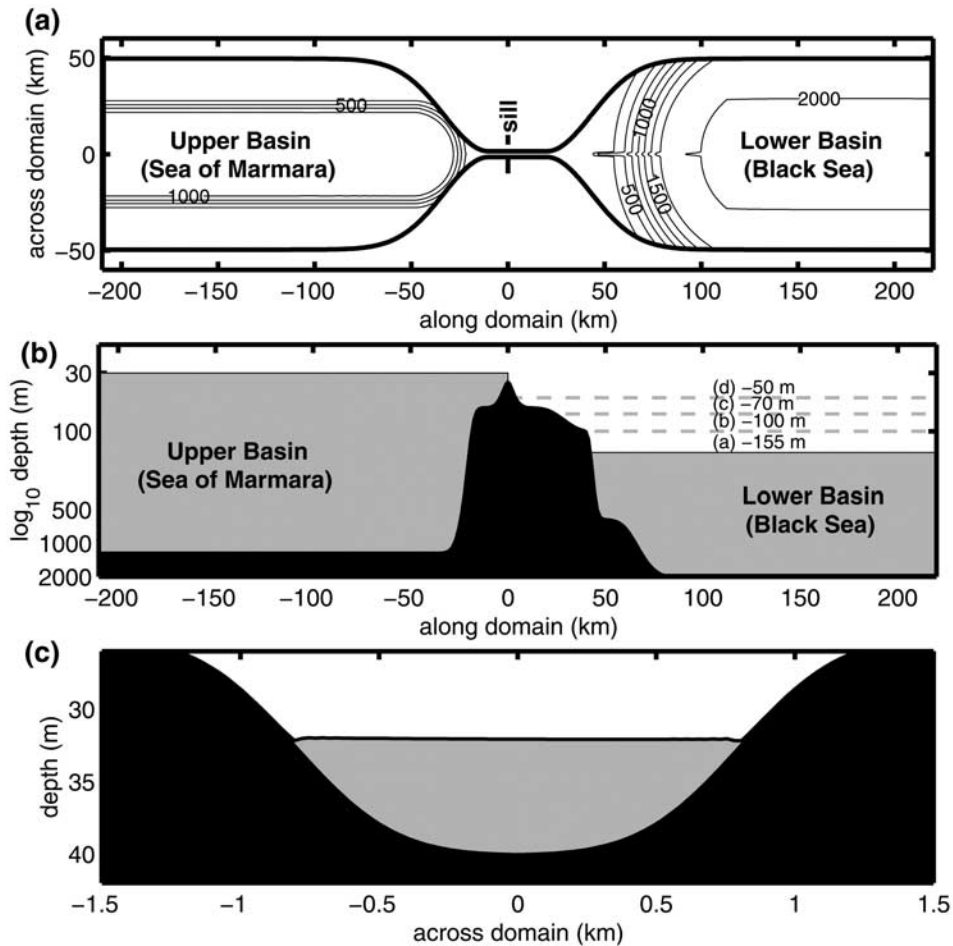 (a)
50
0
−50
across domain (km)
500
1000
Upper Basin
(Sea of Marmara)
sill
1000
500
1500
2000
Lower Basin
(Black Sea)
−200 −150 −100 −50 0 50 100 150 200
along domain (km)
(b)
30
100
500
1000
2000
log10 depth (m)
Upper Basin
(Sea of Marmara)
(d) −50 m
(c) −70 m
(b) −100 m
(a) −155 m
Lower Basin
(Black Sea)
−200 −150 −100 −50 0 50 100 150 200
along domain (km)
(c)
30
35
40
depth (m)
−1.5 −1 −0.5 0 0.5 1 1.5
across domain (km)